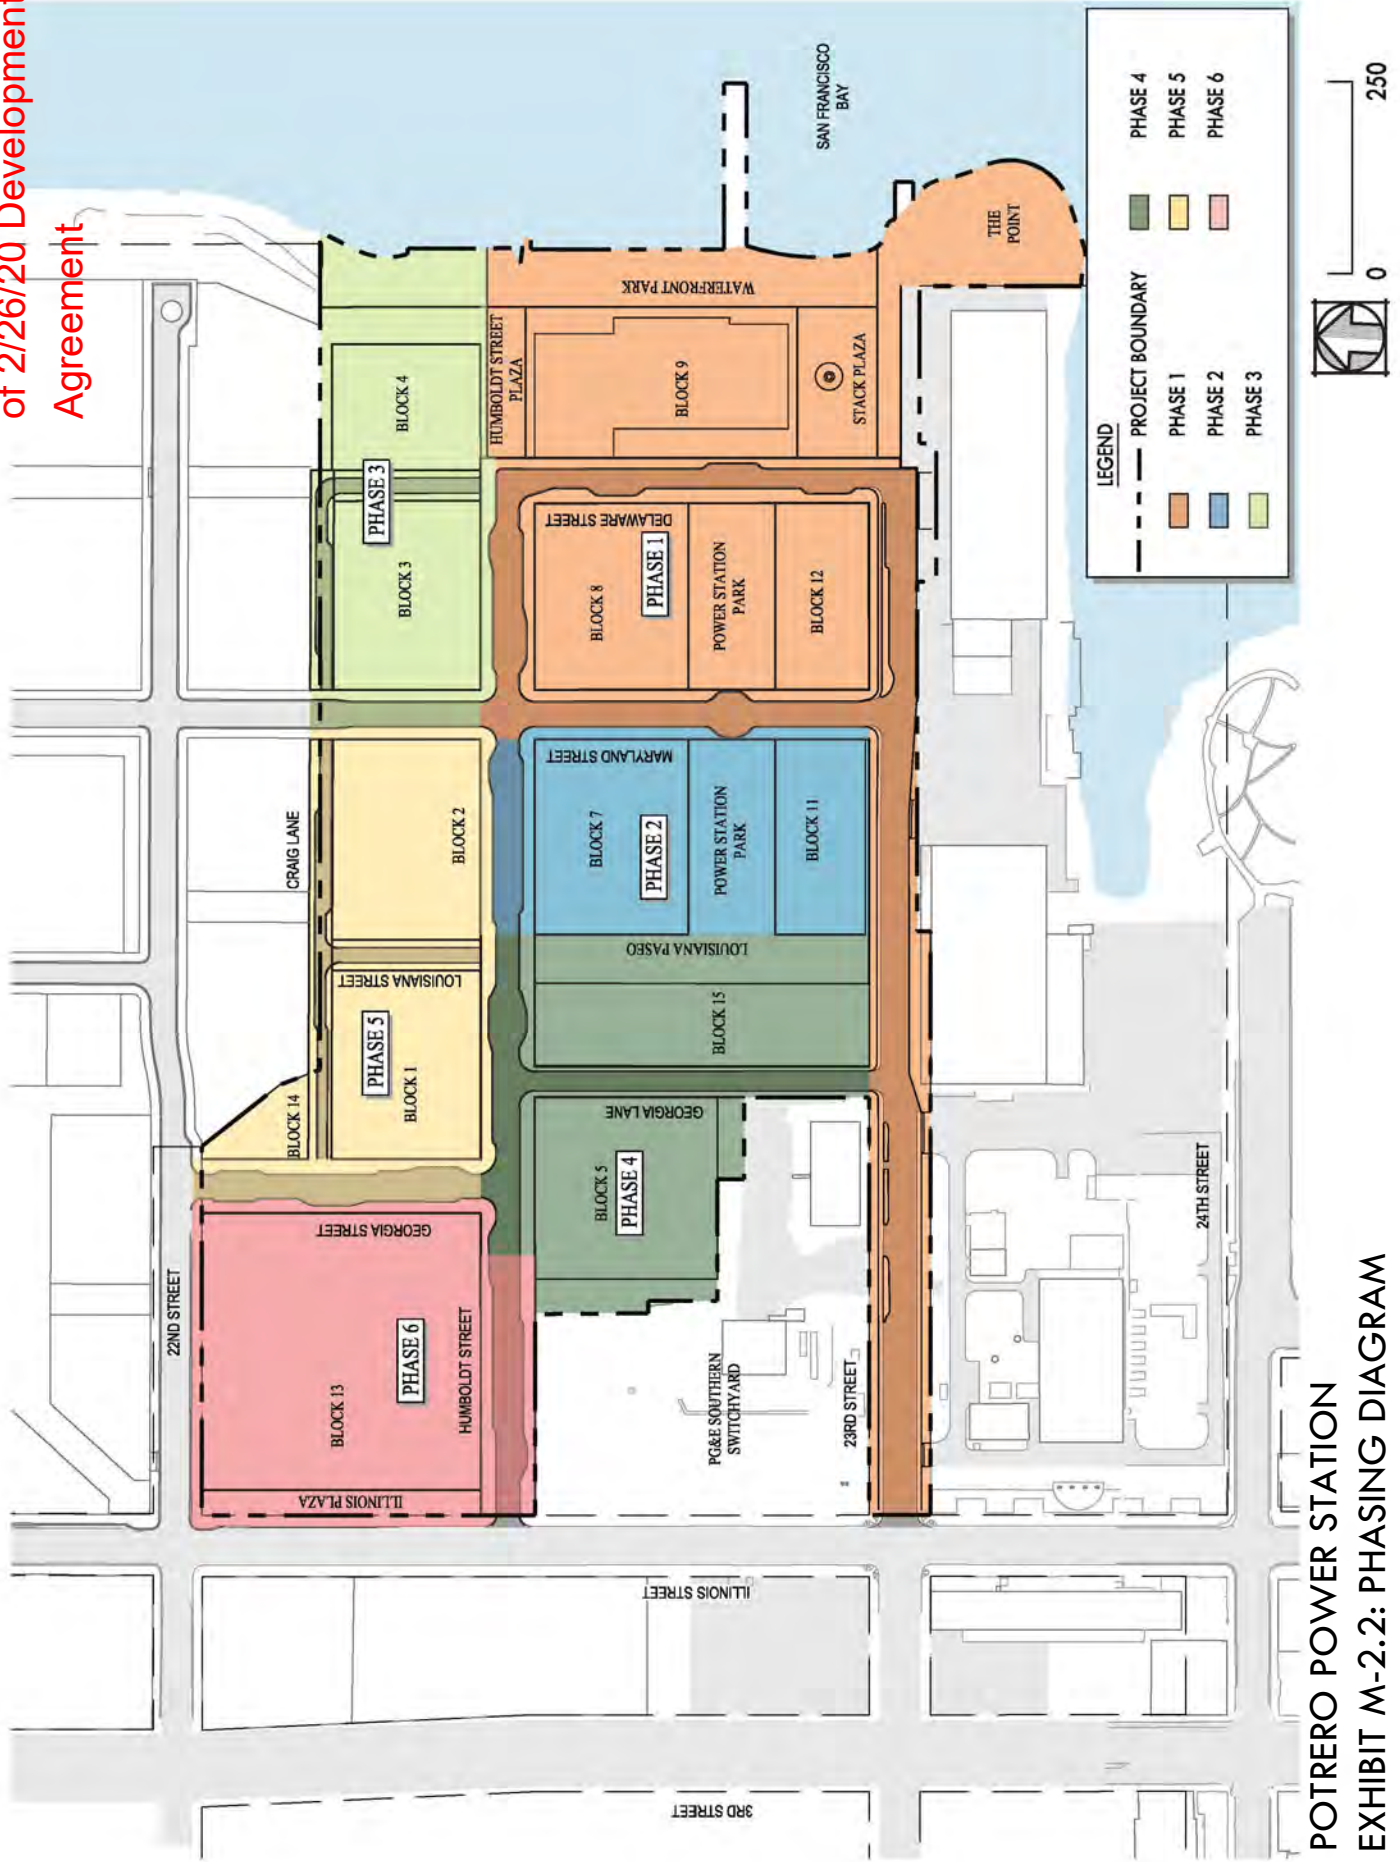 of 2/26/20 Development
Agreement
SAN FRANCISCO
BAY
THE
POINT
WATERFRONT PARK
HUMBOLDT STREET
PLAZA
BLOCK 9
STACK PLAZA
BLOCK 4
PHASE 3
BLOCK 3
DELAWARE STREET
BLOCK 8
PHASE 1
POWER STATION
PARK
BLOCK 12
CRAIG LANE
BLOCK 2
MARYLAND STREET
BLOCK 7
PHASE 2
POWER STATION
PARK
BLOCK 11
LOUISIANA STREET
LOUISIANA PASEO
PHASE 5
BLOCK 1
BLOCK 14
BLOCK 15
GEORGIA LANE
BLOCK 5
PHASE 4
22ND STREET
GEORGIA STREET
PHASE 6
BLOCK 13
HUMBOLDT STREET
ILLINOIS PLAZA
PG&E SOUTHERN
SWITCHYARD
23RD STREET
24TH STREET
ILLINOIS STREET
3RD STREET
LEGEND
PROJECT BOUNDARY
PHASE 1
PHASE 2
PHASE 3
PHASE 4
PHASE 5
PHASE 6
0
250
POTRERO POWER STATION
EXHIBIT M-2.2: PHASING DIAGRAM